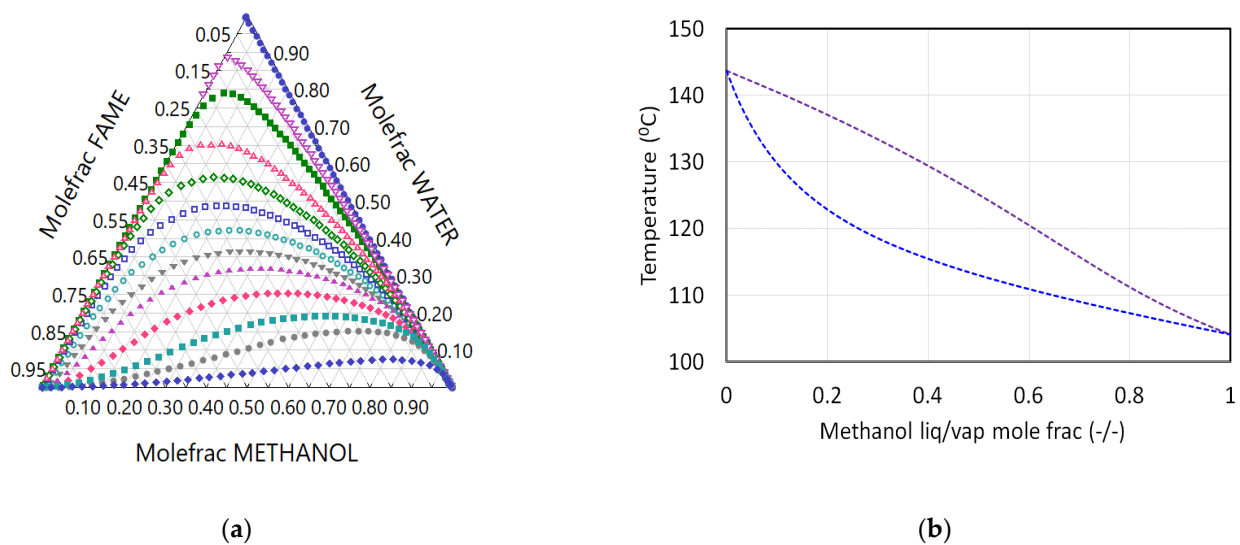 0.05
0.15
0.25
0.35
0.45
0.55
0.65
0.75
0.85
0.95
Molefrac FAME
0.90
0.80
0.70
0.60
0.50
0.40
0.30
0.20
0.10
Molefrac WATER
0.10 0.20 0.30 0.40 0.50 0.60 0.70 0.80 0.90
Molefrac METHANOL
(a)
150
140
130
120
110
100
Temperature (⁰C)
0 0.2 0.4 0.6 0.8 1
Methanol liq/vap mole frac (-/-)
(b)